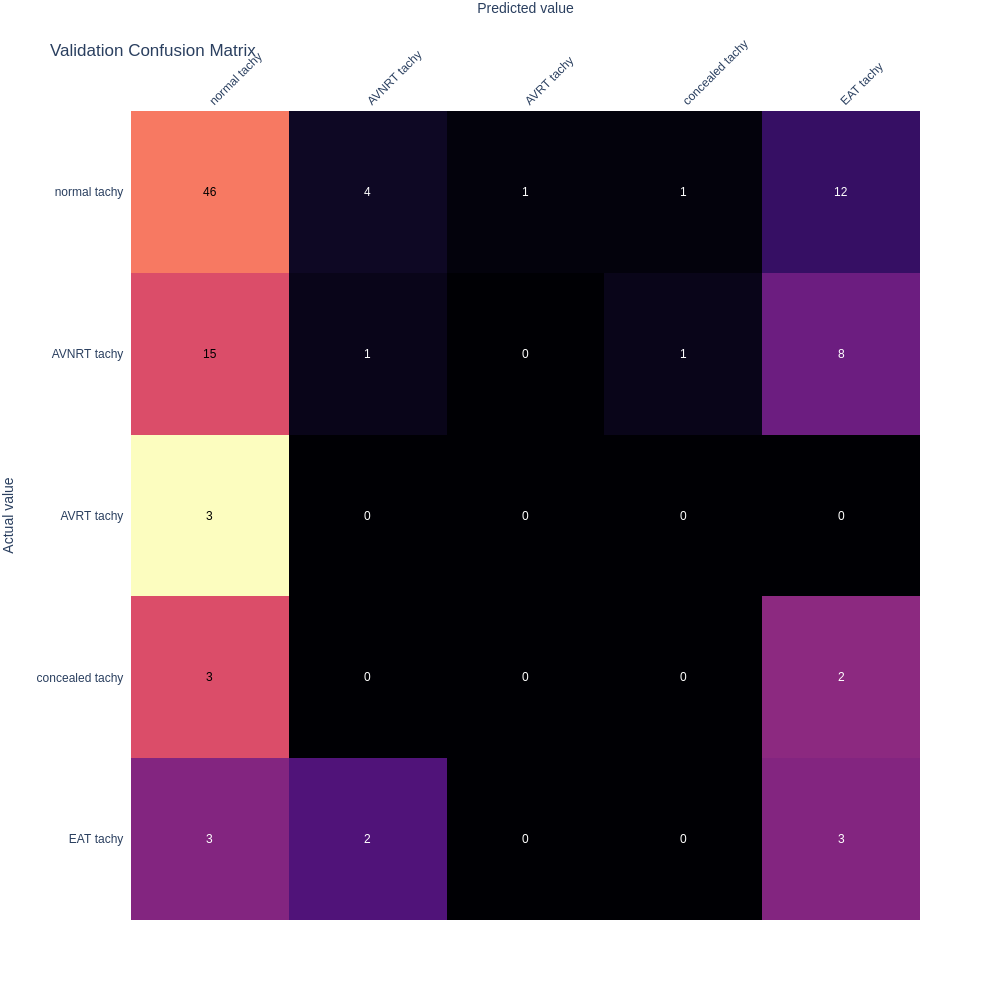 Predicted value
Validation Confusion Matrix
normal tachy AVNRT tachy AVRT tachy concealed tachy EAT tachy
normal tachy 46 4 1 1 12
AVNRT tachy 15 1 0 1 8
Actual value
AVRT tachy 3 0 0 0 0
concealed tachy 3 0 0 0 2
EAT tachy 3 2 0 0 3